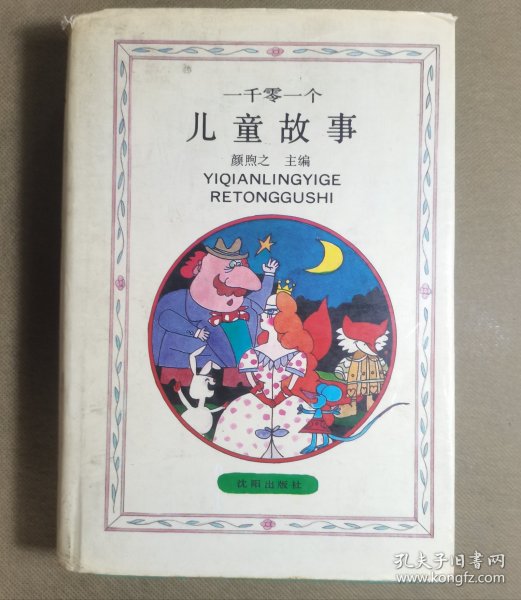 一千零一个
儿童故事
颜煦之 主编
YIQIANLINGYIGE
RETONGGUSHI
沈阳出版社
孔夫子旧书网
www.kongfz.com